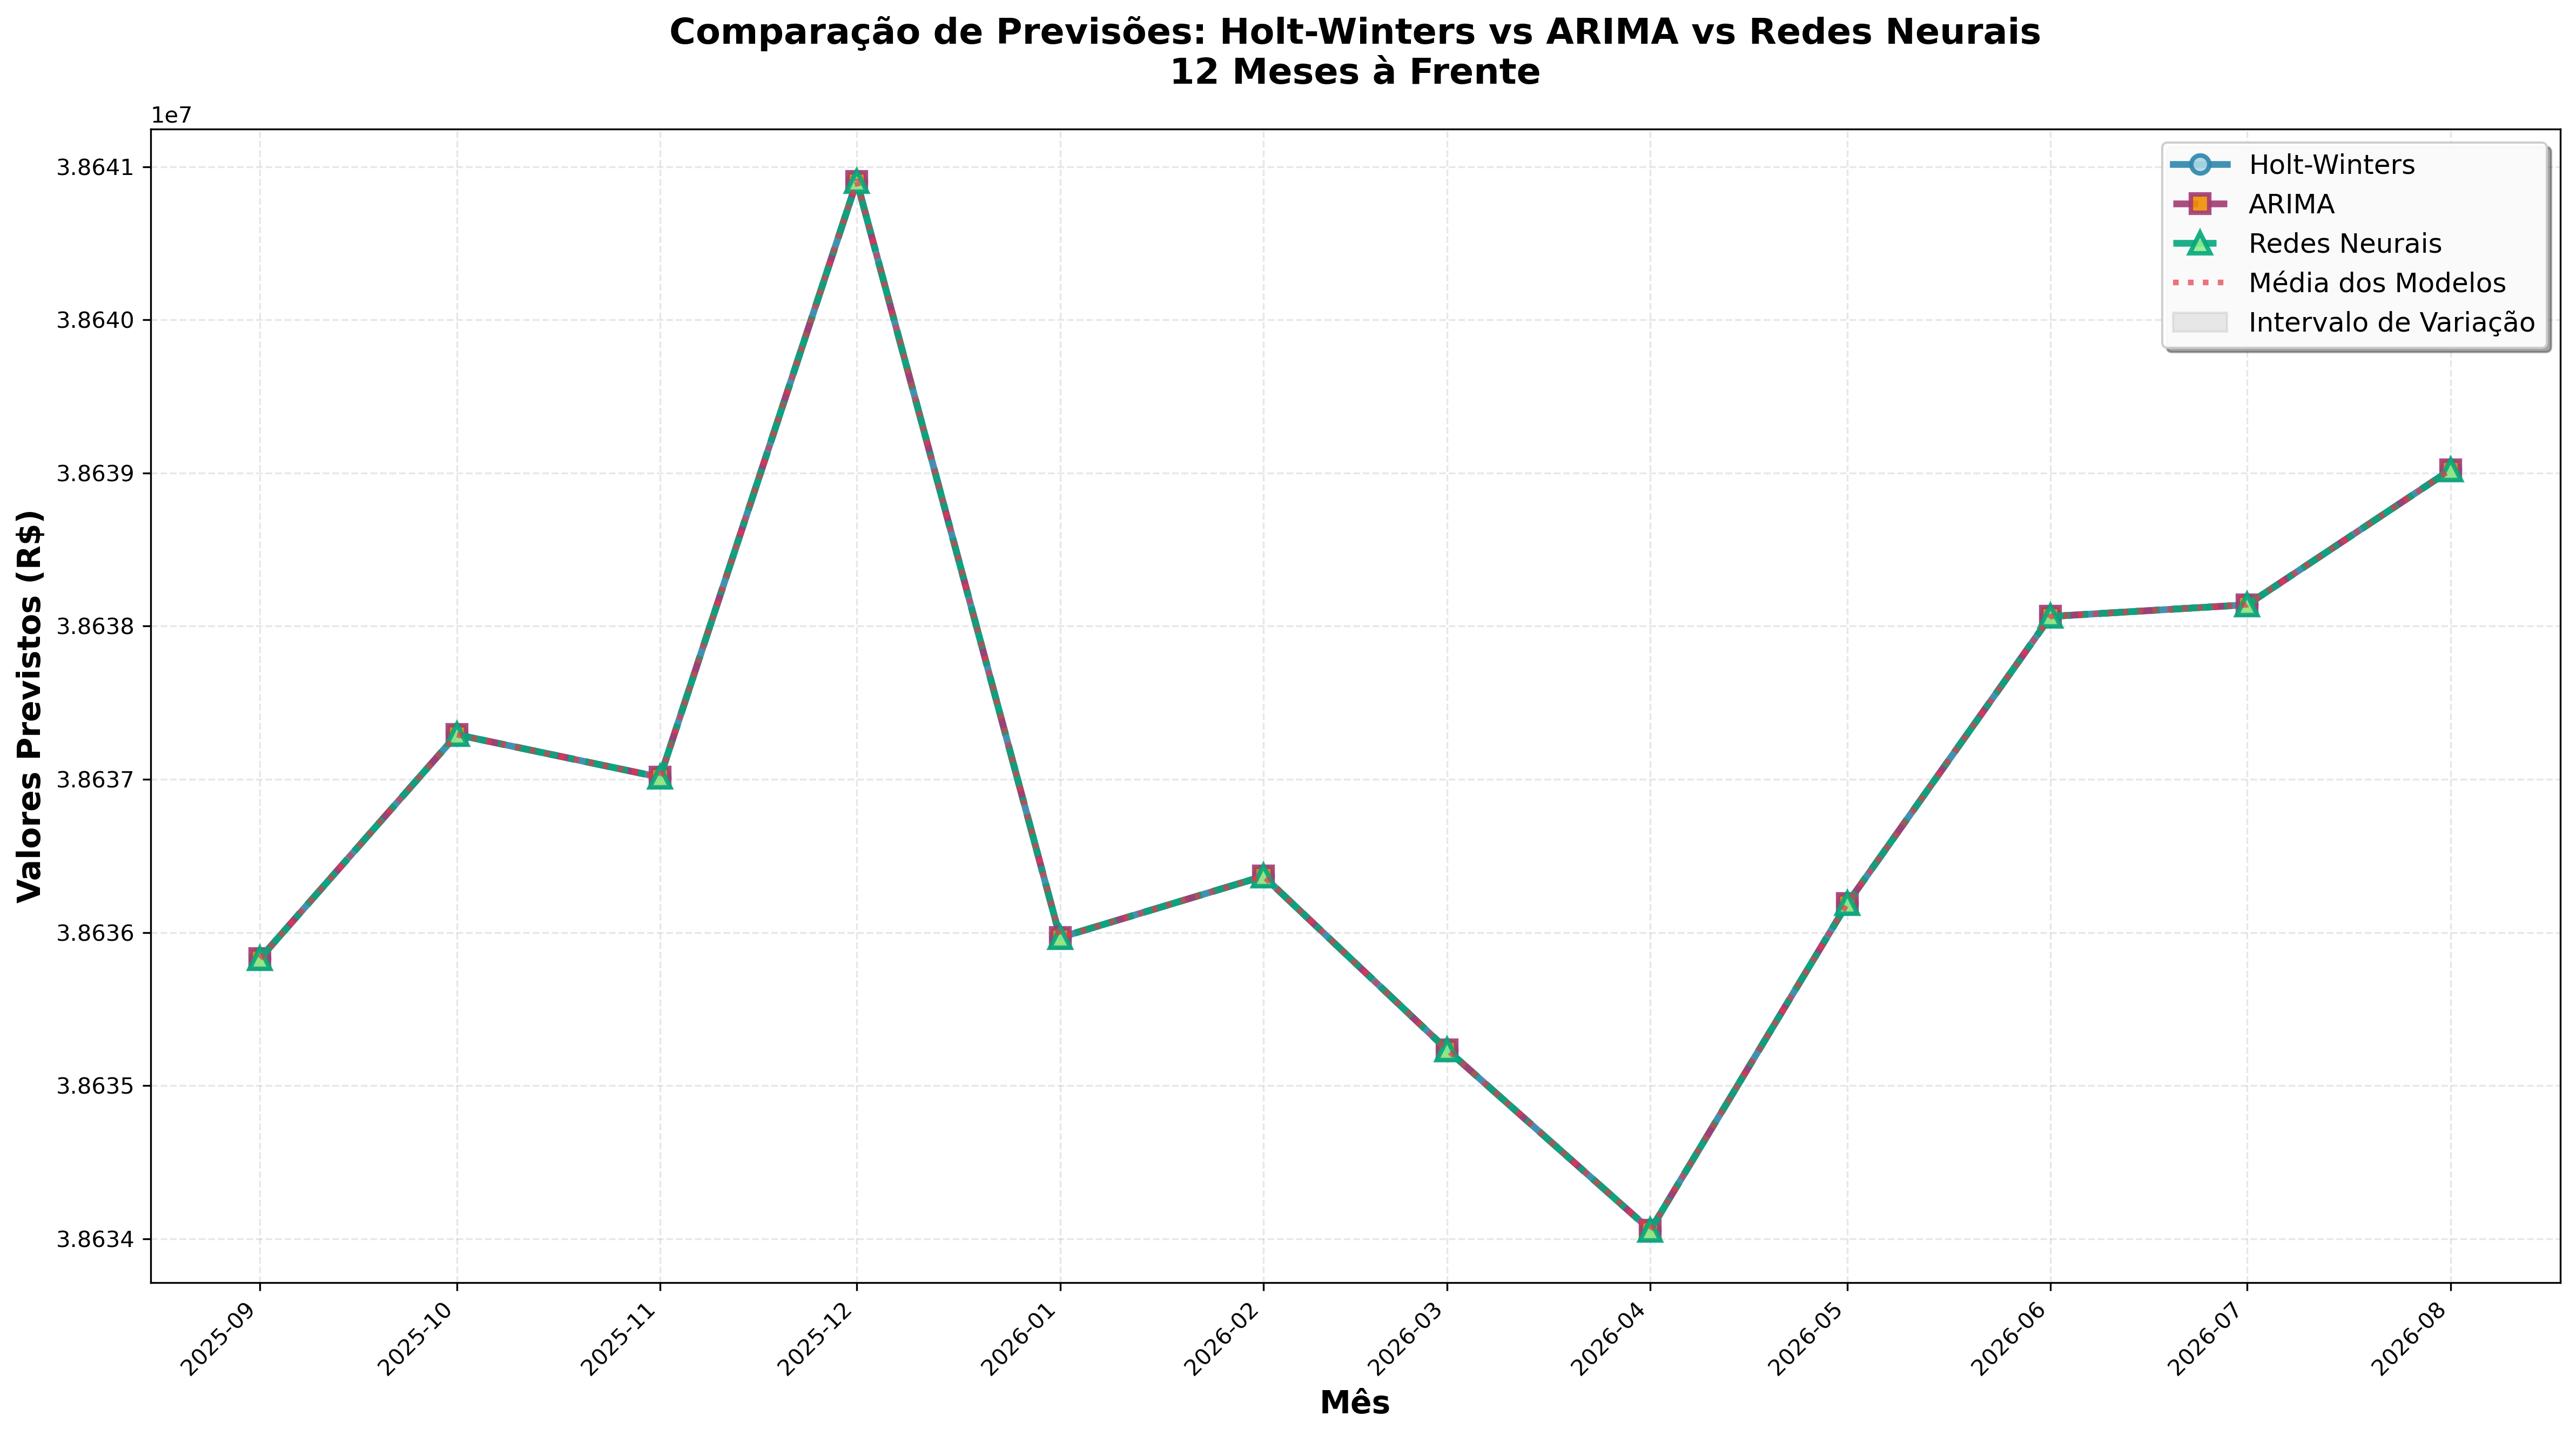 Comparação de Previsões: Holt-Winters vs ARIMA vs Redes Neurais
12 Meses à Frente
1e7
3.8641
3.8640
3.8639
3.8638
3.8637
3.8636
3.8635
3.8634
Valores Previstos (R$)
Holt-Winters
ARIMA
Redes Neurais
Média dos Modelos
Intervalo de Variação
2025-09
2025-10
2025-11
2025-12
2026-01
2026-02
2026-03
2026-04
2026-05
2026-06
2026-07
2026-08
Mês